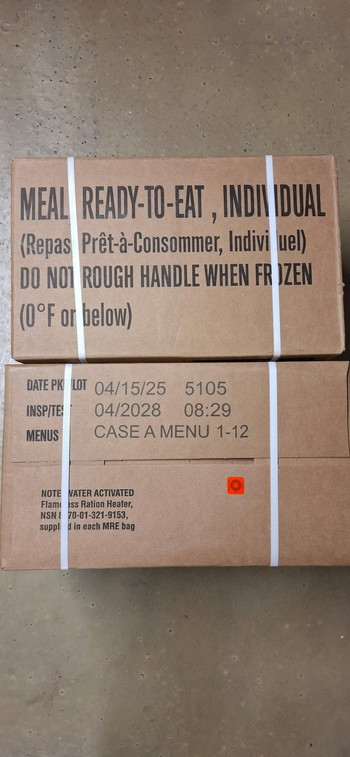 MEAL READY-TO-EAT , INDIVIDUAL
(Repas Prêt-à-Consommer, Individuel)
DO NOT ROUGH HANDLE WHEN FROZEN
(0°F or below)
DATE PK LOT 04/15/25 5105
INSP/TEST 04/2028 08:29
MENUS CASE A MENU 1-12
NOTE WATER ACTIVATED
Flameless Ration Heater,
NSN 8970-01-321-9153,
supplied in each MRE bag